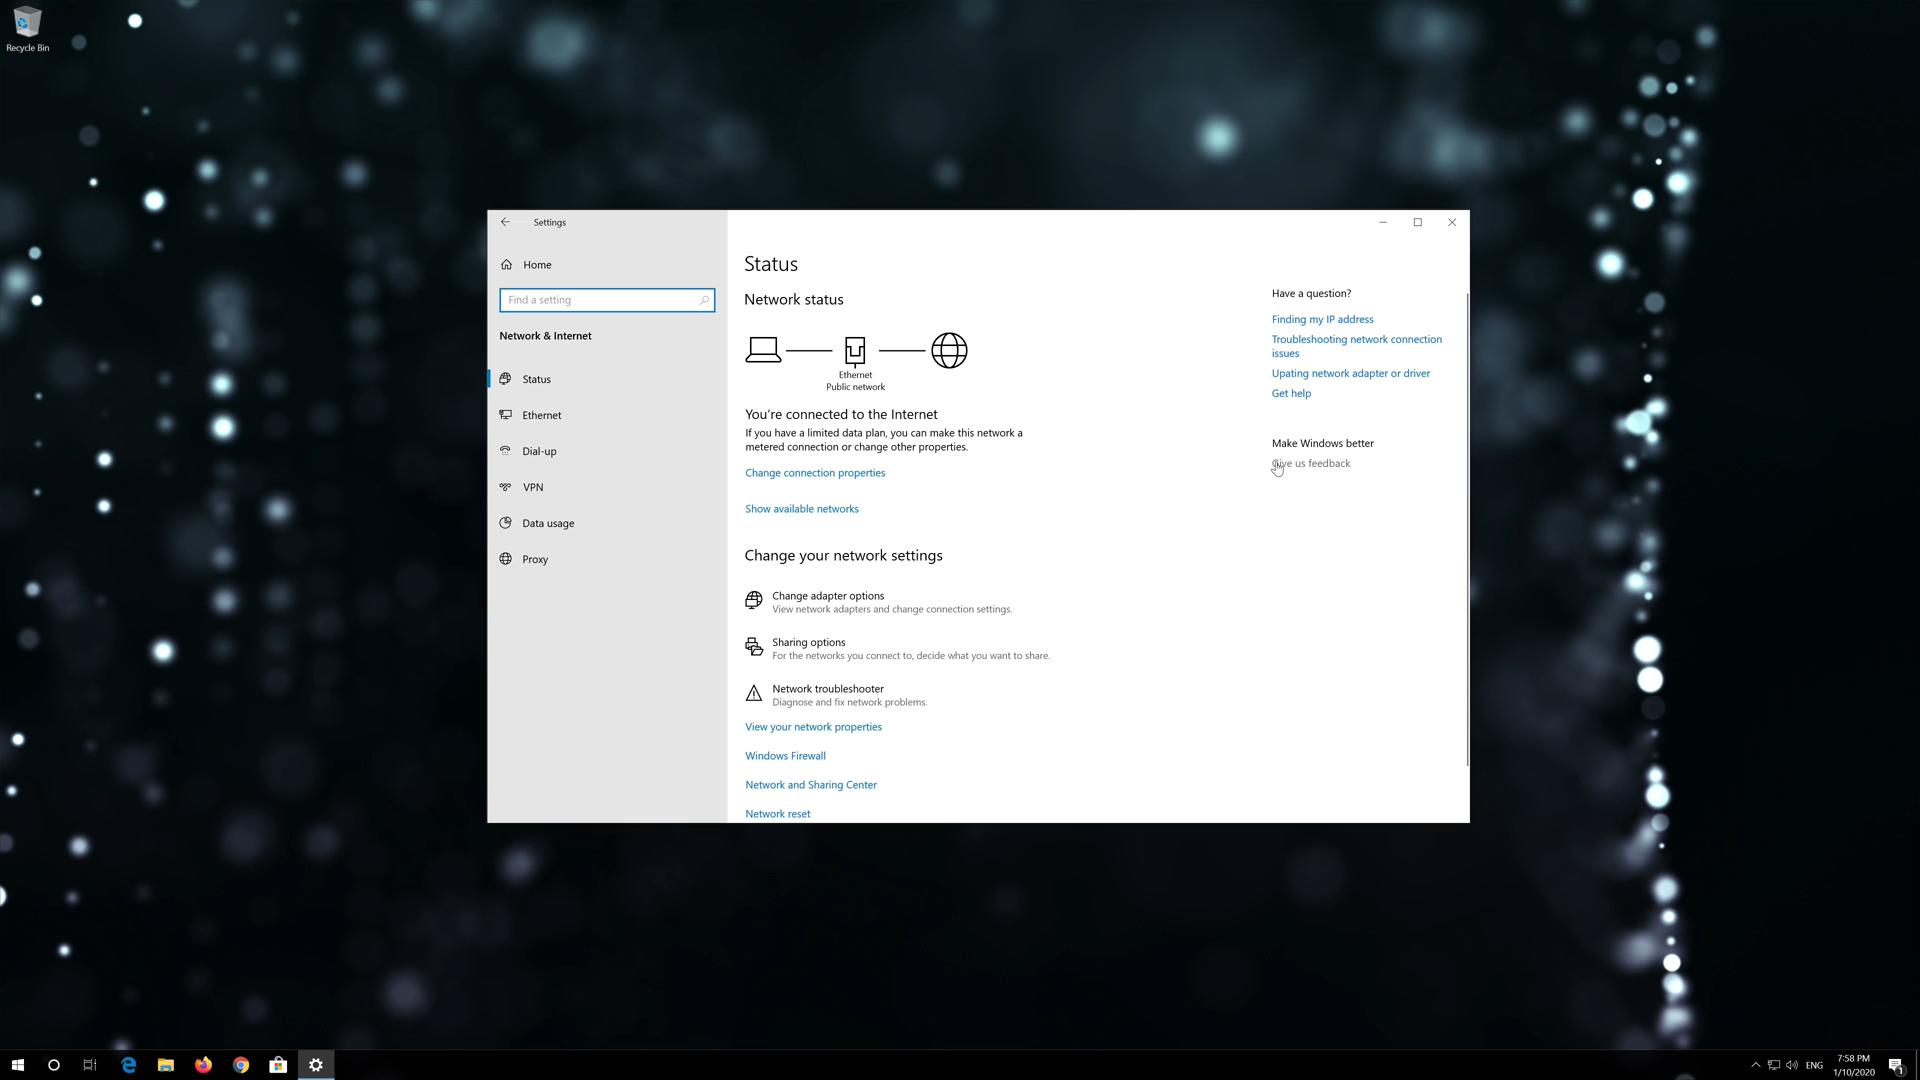 Recycle Bin
Settings
Home
Find a setting
Network & Internet
Status
Ethernet
Dial-up
VPN
Data usage
Proxy
Status
Network status
Ethernet
Public network
You're connected to the Internet
If you have a limited data plan, you can make this network a
metered connection or change other properties.
Change connection properties
Show available networks
Change your network settings
Change adapter options
View network adapters and change connection settings.
Sharing options
For the networks you connect to, decide what you want to share.
Network troubleshooter
Diagnose and fix network problems.
View your network properties
Windows Firewall
Network and Sharing Center
Network reset
Have a question?
Finding my IP address
Troubleshooting network connection
issues
Upating network adapter or driver
Get help
Make Windows better
Give us feedback
ENG
7:58 PM
1/10/2020
1